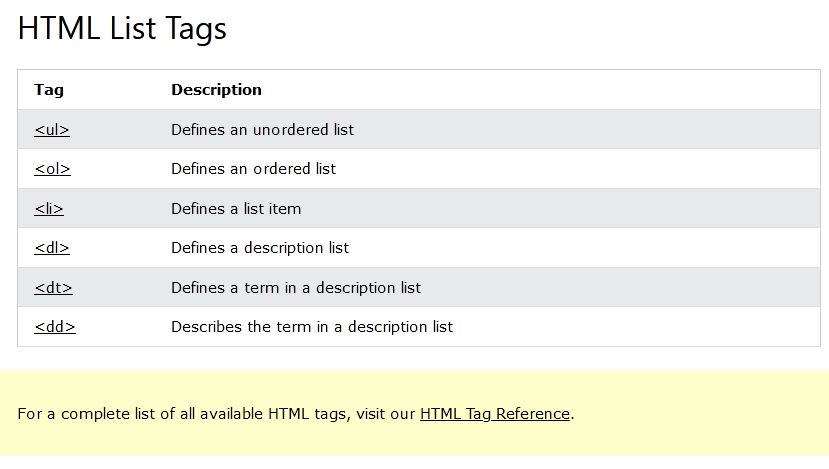 HTML List Tags
Tag Description
<ul> Defines an unordered list
<ol> Defines an ordered list
<li> Defines a list item
<dl> Defines a description list
<dt> Defines a term in a description list
<dd> Describes the term in a description list
For a complete list of all available HTML tags, visit our HTML Tag Reference.